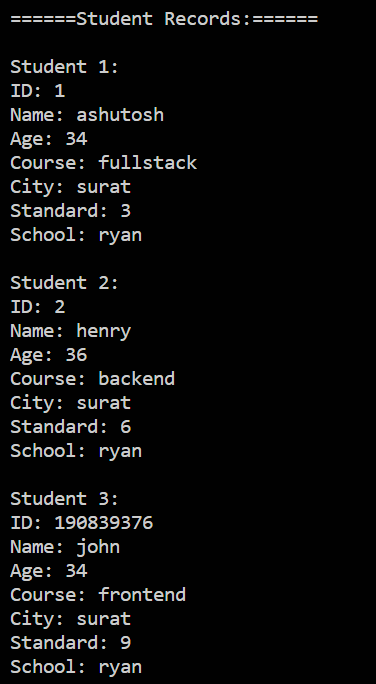 ======Student Records:======
Student 1:
ID: 1
Name: ashutosh
Age: 34
Course: fullstack
City: surat
Standard: 3
School: ryan
Student 2:
ID: 2
Name: henry
Age: 36
Course: backend
City: surat
Standard: 6
School: ryan
Student 3:
ID: 190839376
Name: john
Age: 34
Course: frontend
City: surat
Standard: 9
School: ryan